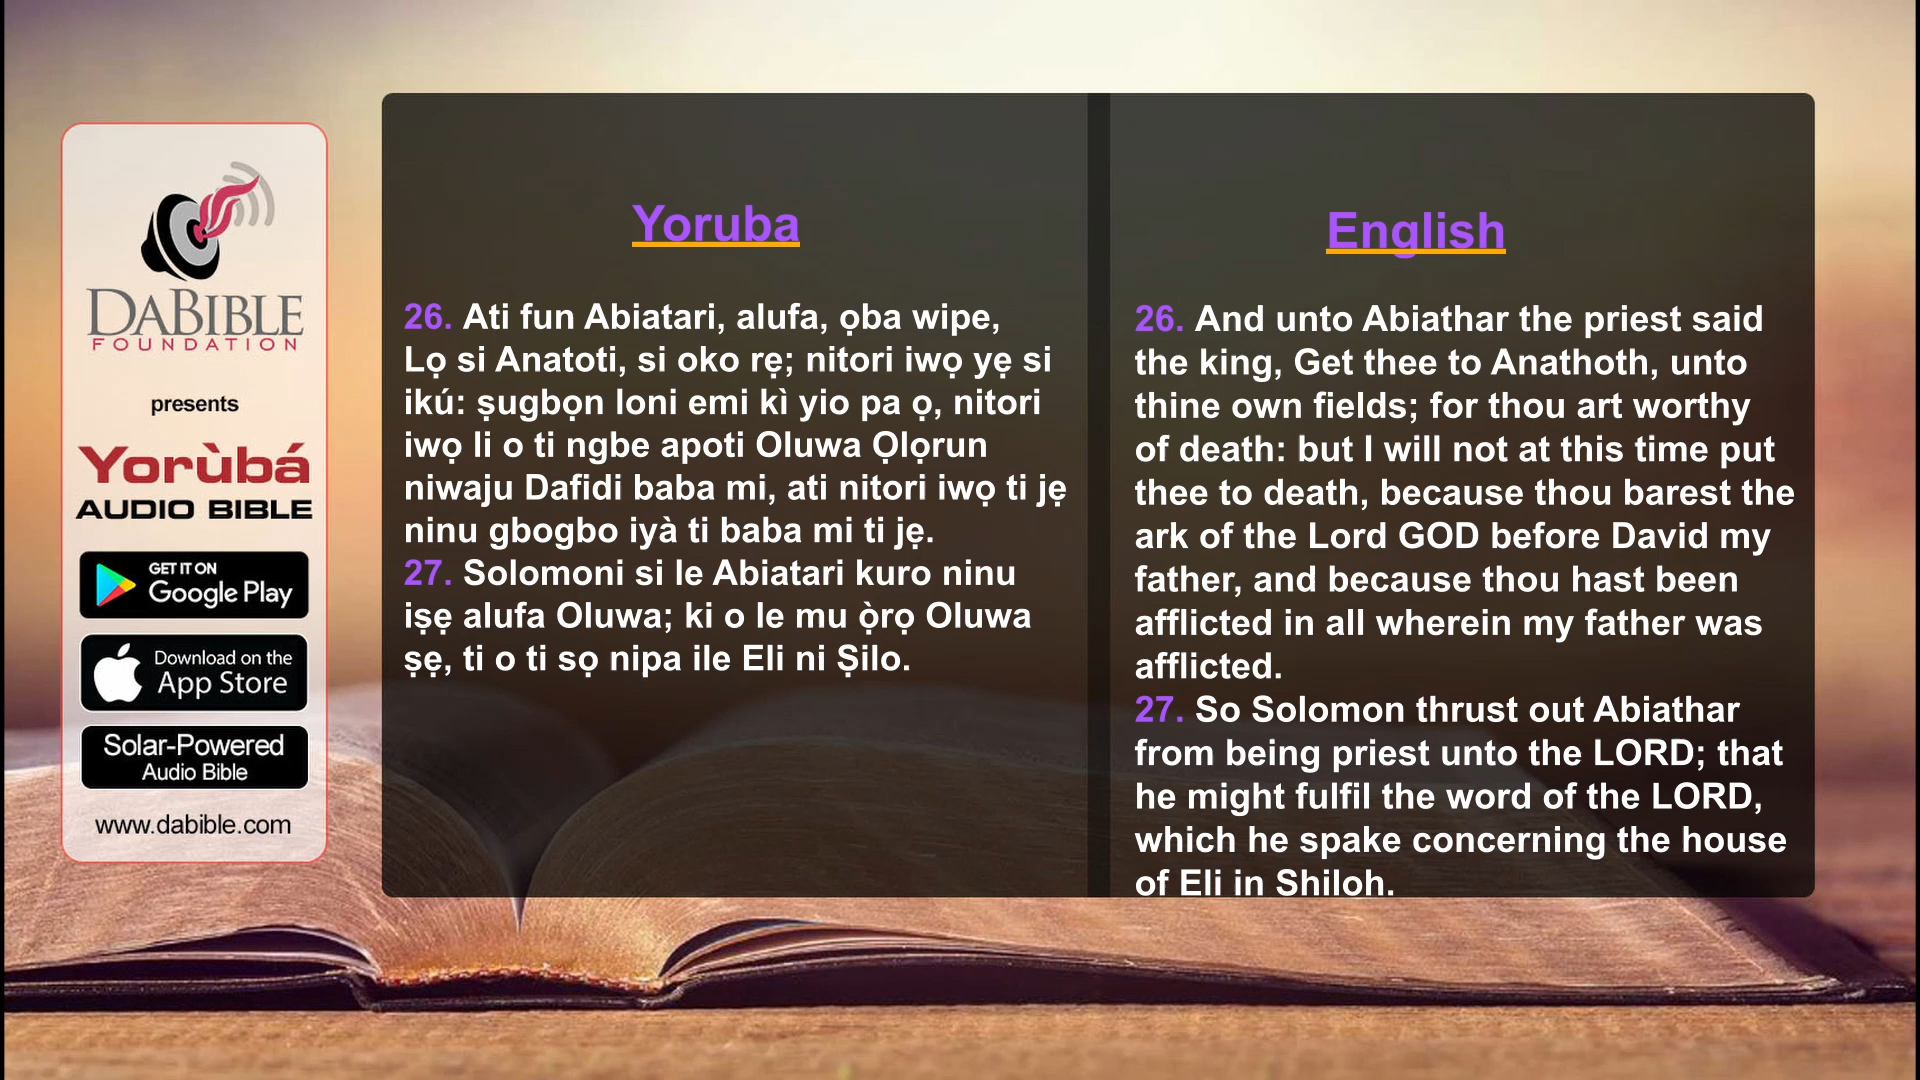 DABIBLE
FOUNDATION
presents
Yorùbá
AUDIO BIBLE
GET IT ON
Google Play
Download on the
App Store
Solar-Powered
Audio Bible
www.dabible.com
Yoruba
26. Ati fun Abiatari, alufa, ọba wipe,
Lọ si Anatoti, si oko rẹ; nitori iwọ yẹ si
ikú: ṣugbọn loni emi kì yio pa ọ, nitori
iwọ li o ti ngbe apoti Oluwa Ọlọrun
niwaju Dafidi baba mi, ati nitori iwọ ti jẹ
ninu gbogbo iyà ti baba mi ti jẹ.
27. Solomoni si le Abiatari kuro ninu
iṣẹ alufa Oluwa; ki o le mu ọ̀rọ Oluwa
ṣẹ, ti o ti sọ nipa ile Eli ni Ṣilo.
English
26. And unto Abiathar the priest said
the king, Get thee to Anathoth, unto
thine own fields; for thou art worthy
of death: but I will not at this time put
thee to death, because thou barest the
ark of the Lord GOD before David my
father, and because thou hast been
afflicted in all wherein my father was
afflicted.
27. So Solomon thrust out Abiathar
from being priest unto the LORD; that
he might fulfil the word of the LORD,
which he spake concerning the house
of Eli in Shiloh.